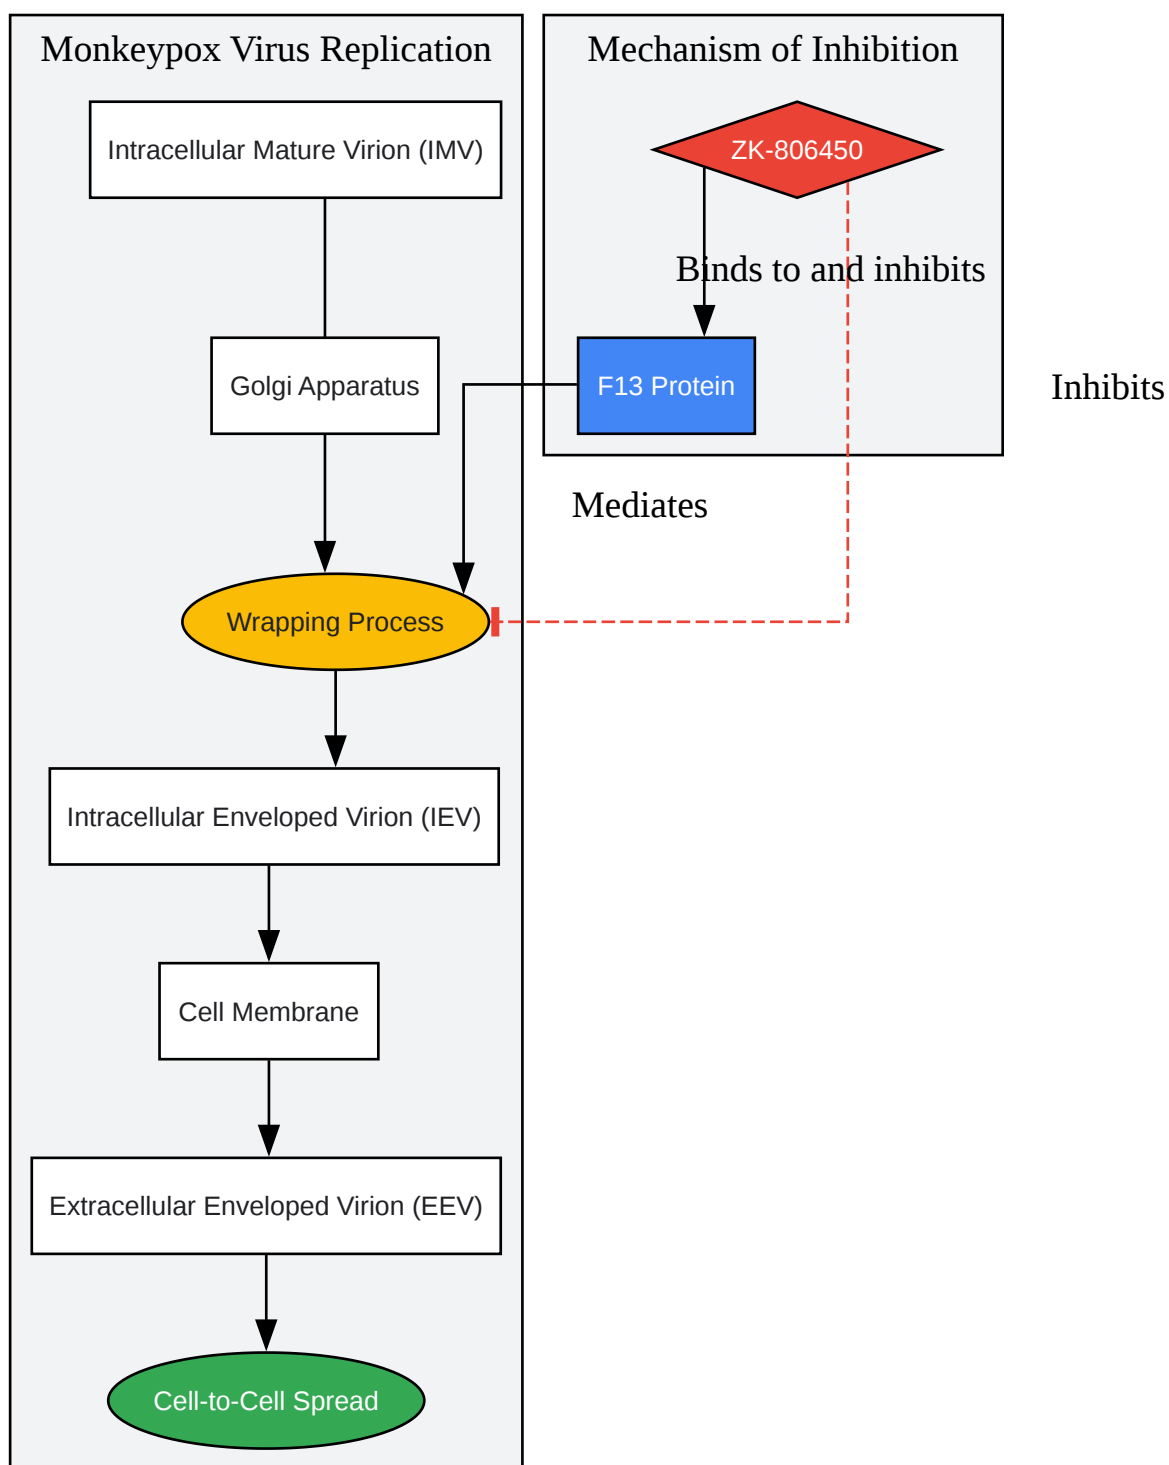 Monkeypox Virus Replication
Mechanism of Inhibition
Intracellular Mature Virion (IMV)
ZK-806450
Binds to and inhibits
Golgi Apparatus
F13 Protein
Inhibits
Mediates
Wrapping Process
Intracellular Enveloped Virion (IEV)
Cell Membrane
Extracellular Enveloped Virion (EEV)
Cell-to-Cell Spread